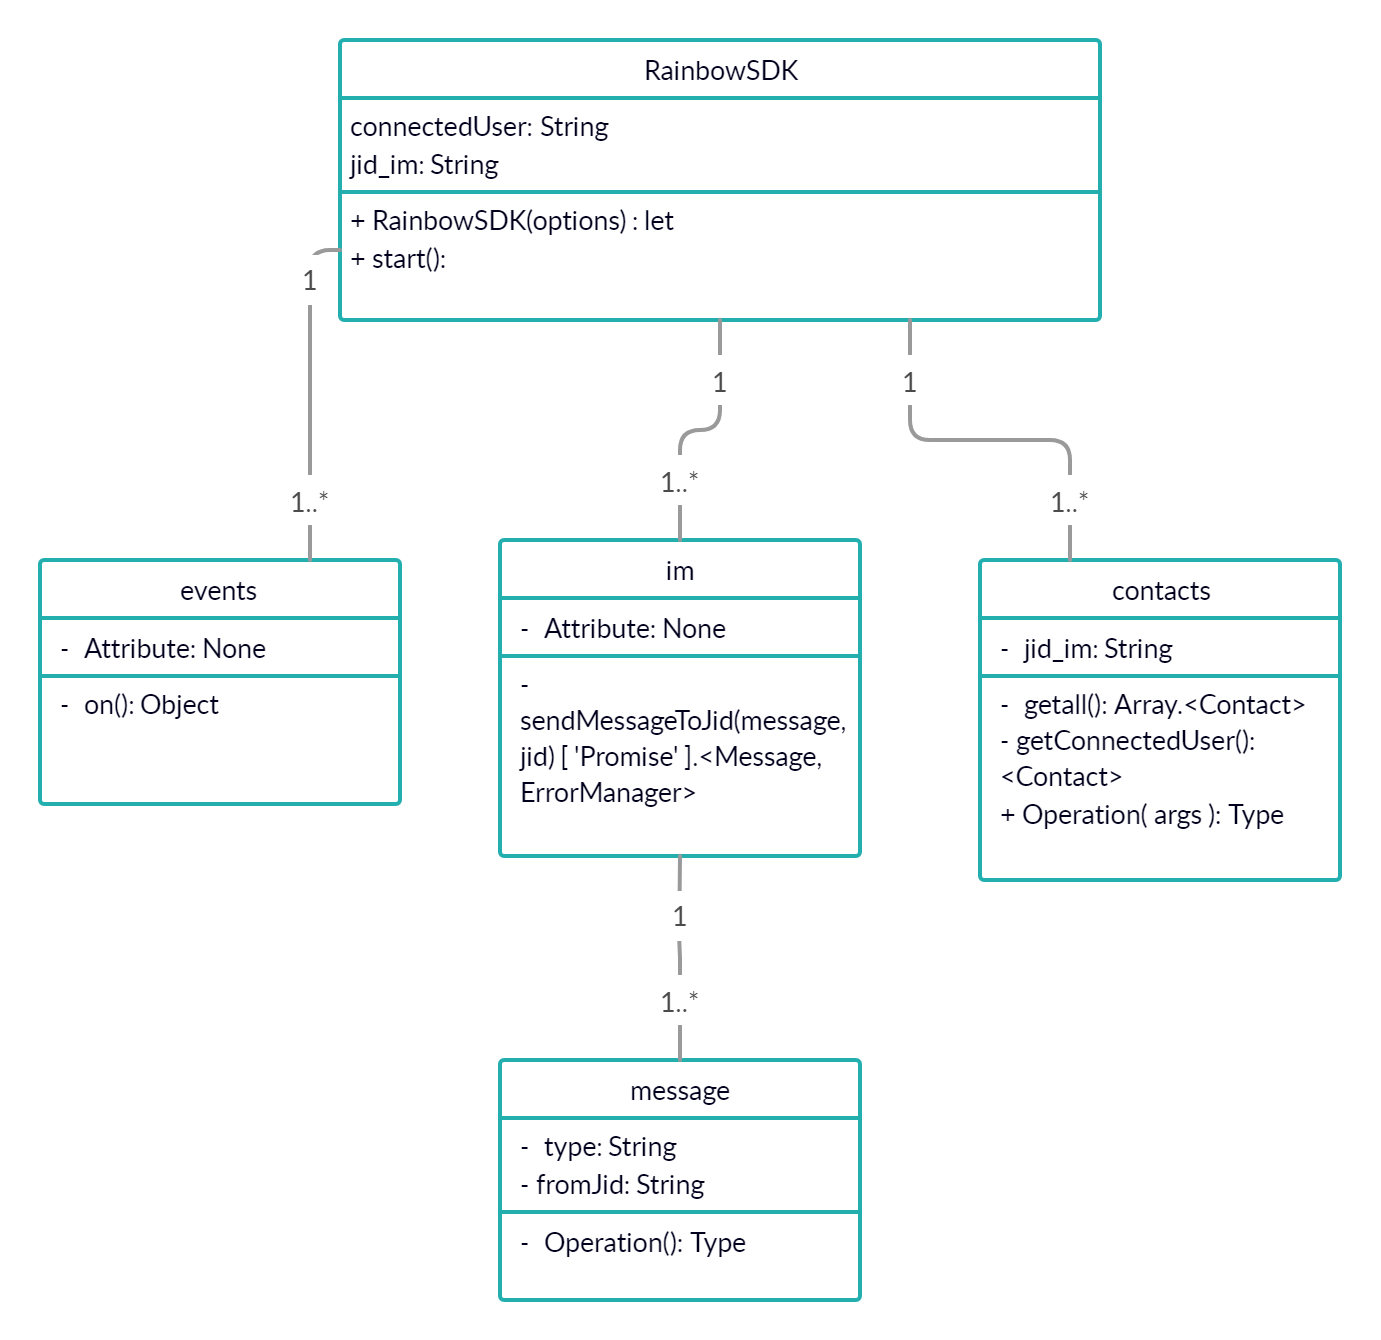 RainbowSDK
connectedUser: String
jid_im: String
+ RainbowSDK(options) : let
+ start():
1
1
1
1..*
1..*
1..*
events
- Attribute: None
- on(): Object
im
- Attribute: None
-
sendMessageToJid(message,
jid) [ 'Promise' ].<Message,
ErrorManager>
contacts
- jid_im: String
- getall(): Array.<Contact>
- getConnectedUser():
<Contact>
+ Operation( args ): Type
1
1..*
message
- type: String
- fromJid: String
- Operation(): Type